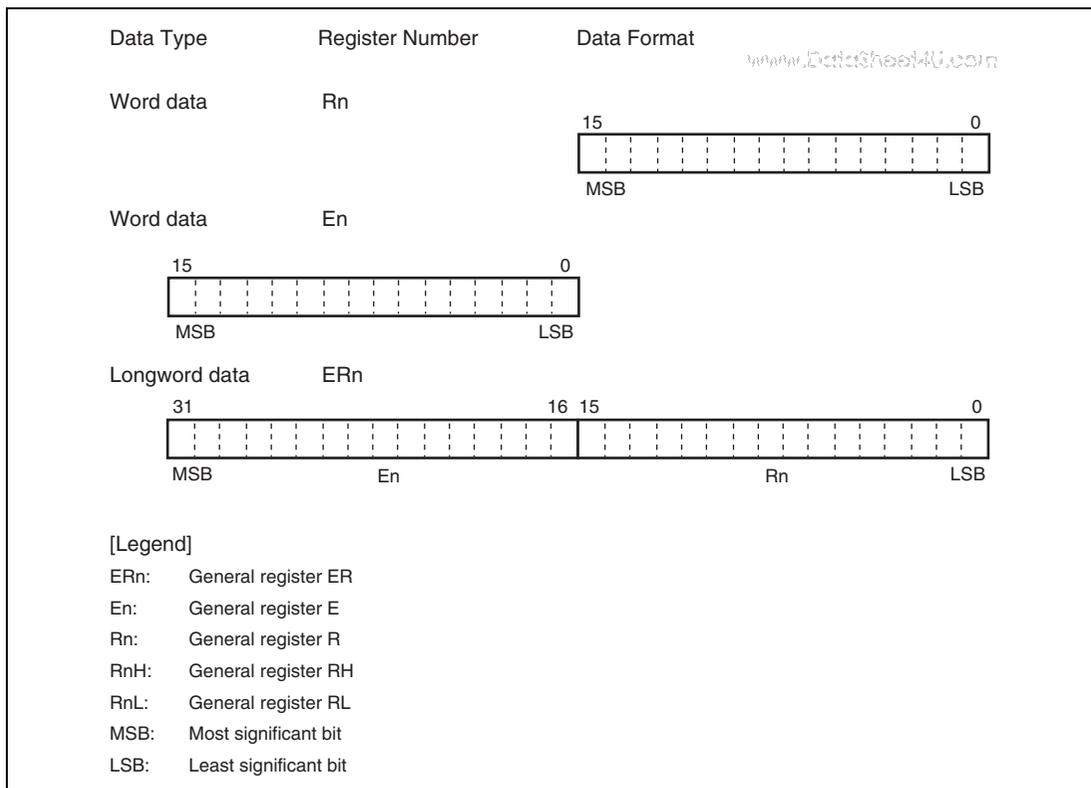 Data Type Register Number Data Format
www.DataSheet4U.com
Word data Rn
15 0
MSB LSB
Word data En
15 0
MSB LSB
Longword data ERn
31 16 15 0
MSB En Rn LSB
[Legend]
ERn: General register ER
En: General register E
Rn: General register R
RnH: General register RH
RnL: General register RL
MSB: Most significant bit
LSB: Least significant bit